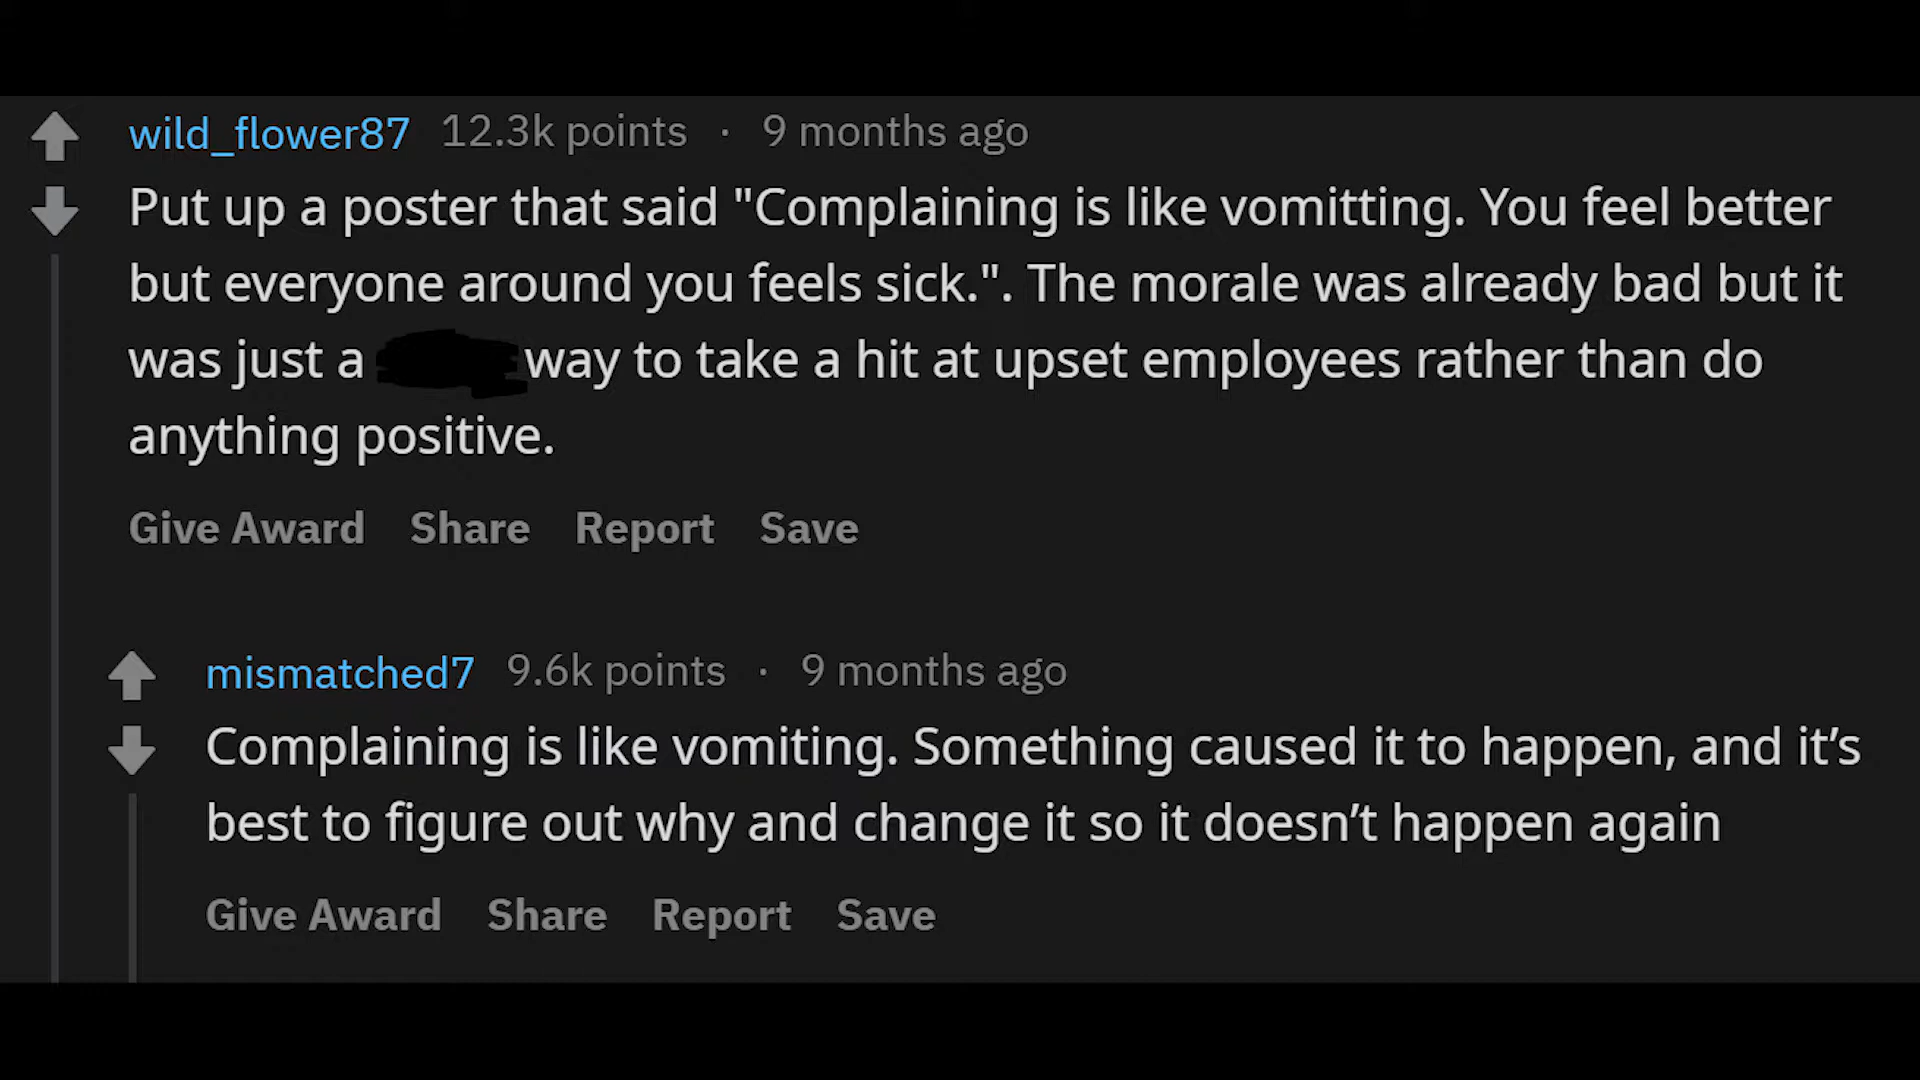 wild_flower87 12.3k points · 9 months ago
Put up a poster that said "Complaining is like vomitting. You feel better
but everyone around you feels sick.". The morale was already bad but it
was just a way to take a hit at upset employees rather than do
anything positive.
Give Award Share Report Save
mismatched7 9.6k points · 9 months ago
Complaining is like vomiting. Something caused it to happen, and it’s
best to figure out why and change it so it doesn’t happen again
Give Award Share Report Save